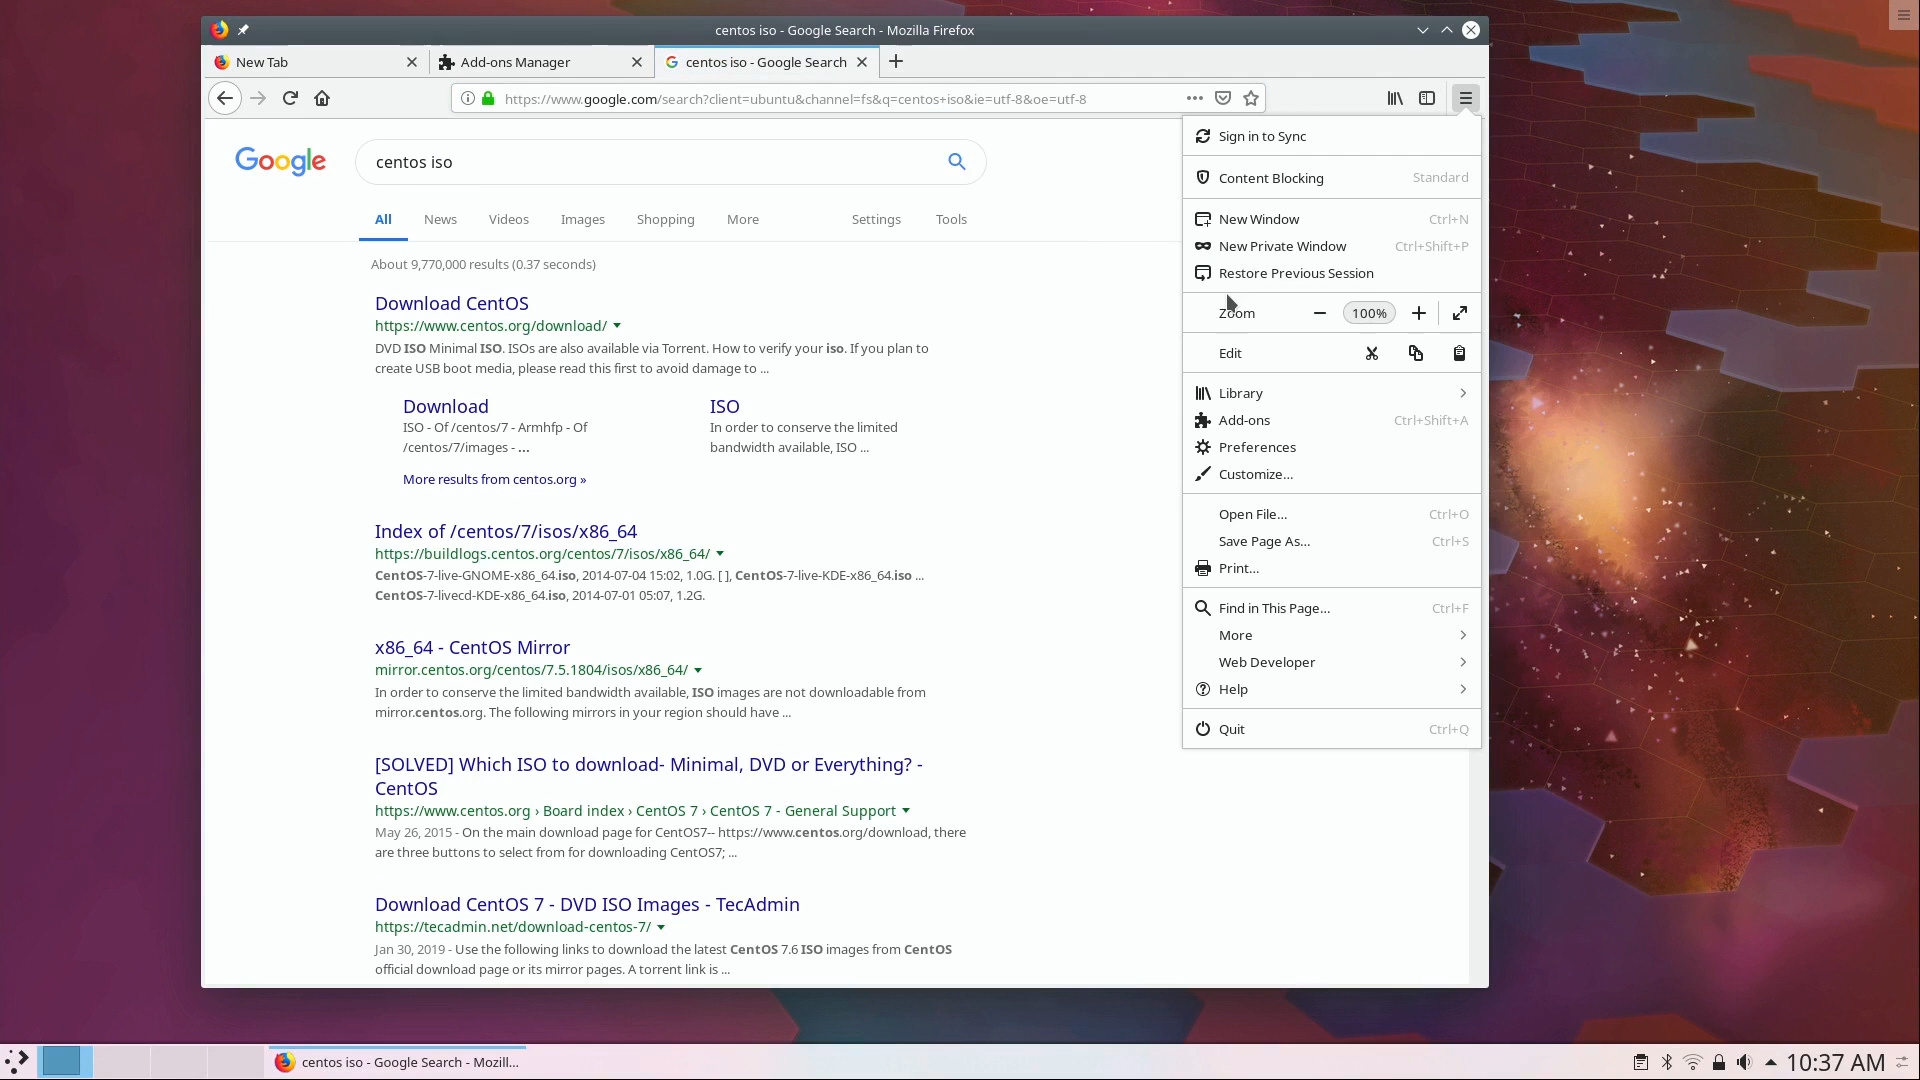 centos iso - Google Search - Mozilla Firefox
New Tab
Add-ons Manager
centos iso - Google Search
https://www.google.com/search?client=ubuntu&channel=fs&q=centos+iso&ie=utf-8&oe=utf-8
Google
centos iso
All
News
Videos
Images
Shopping
More
Settings
Tools
About 9,770,000 results (0.37 seconds)
Download CentOS
https://www.centos.org/download/
DVD ISO Minimal ISO. ISOs are also available via Torrent. How to verify your iso. If you plan to
create USB boot media, please read this first to avoid damage to ...
Download
ISO - Of /centos/7 - Armhfp - Of
/centos/7/images - ...
ISO
In order to conserve the limited
bandwidth available, ISO ...
More results from centos.org »
Index of /centos/7/isos/x86_64
https://buildlogs.centos.org/centos/7/isos/x86_64/
CentOS-7-live-GNOME-x86_64.iso, 2014-07-04 15:02, 1.0G. [ ], CentOS-7-live-KDE-x86_64.iso ...
CentOS-7-livecd-KDE-x86_64.iso, 2014-07-01 05:07, 1.2G.
x86_64 - CentOS Mirror
mirror.centos.org/centos/7.5.1804/isos/x86_64/
In order to conserve the limited bandwidth available, ISO images are not downloadable from
mirror.centos.org. The following mirrors in your region should have ...
[SOLVED] Which ISO to download- Minimal, DVD or Everything? -
CentOS
https://www.centos.org › Board index › CentOS 7 › CentOS 7 - General Support
May 26, 2015 - On the main download page for CentOS7-- https://www.centos.org/download, there
are three buttons to select from for downloading CentOS7; ...
Download CentOS 7 - DVD ISO Images - TecAdmin
https://tecadmin.net/download-centos-7/
Jan 30, 2019 - Use the following links to download the latest CentOS 7.6 ISO images from CentOS
official download page or its mirror pages. A torrent link is ...
Sign in to Sync
Content Blocking Standard
New Window Ctrl+N
New Private Window Ctrl+Shift+P
Restore Previous Session
Zoom 100%
Edit
Library
Add-ons Ctrl+Shift+A
Preferences
Customize...
Open File... Ctrl+O
Save Page As... Ctrl+S
Print...
Find in This Page... Ctrl+F
More
Web Developer
Help
Quit Ctrl+Q
centos iso - Google Search - Mozill...
10:37 AM